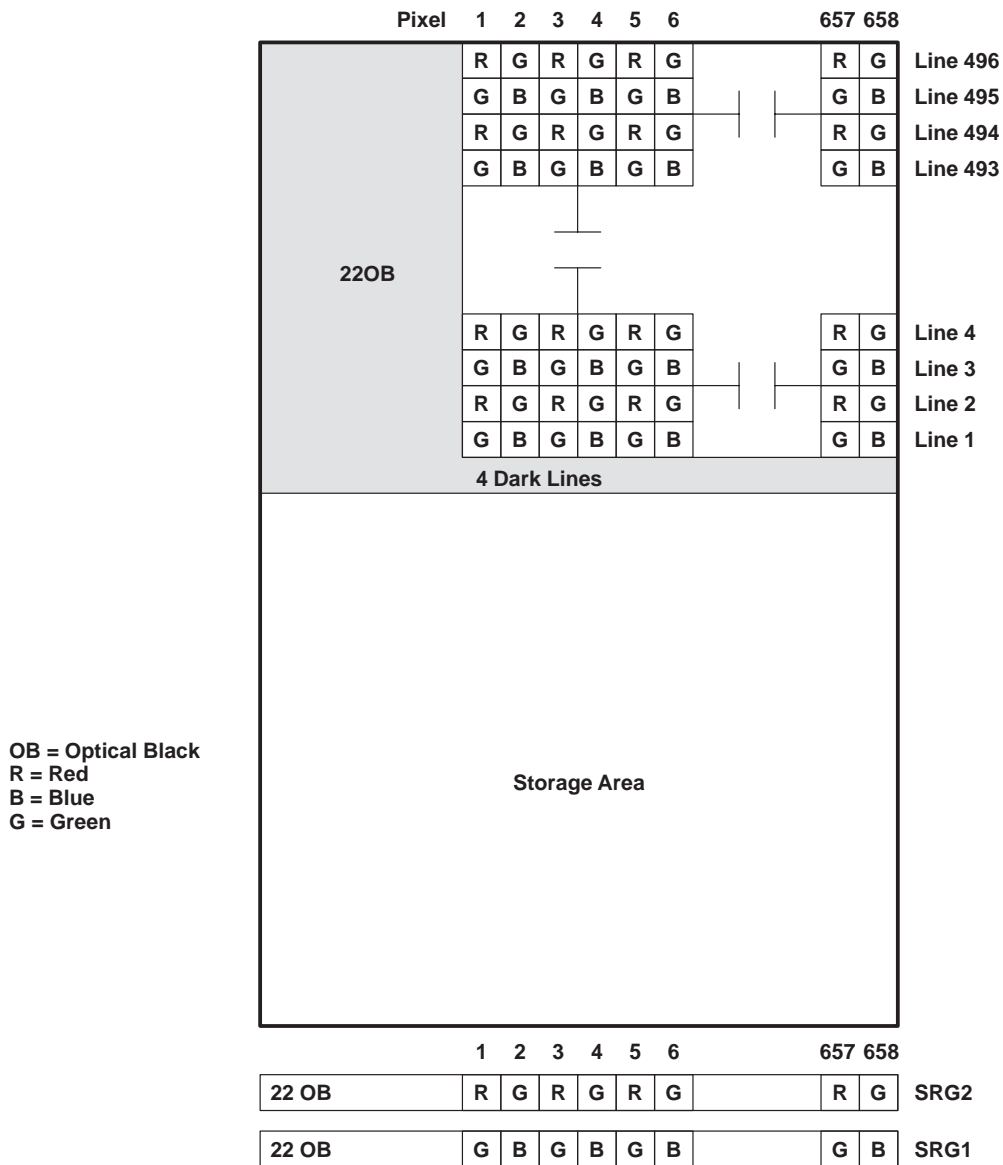 Pixel 1 2 3 4 5 6 657 658
R G R G R G R G Line 496
G B G B G B G B Line 495
R G R G R G R G Line 494
G B G B G B G B Line 493
22OB
R G R G R G R G Line 4
G B G B G B G B Line 3
R G R G R G R G Line 2
G B G B G B G B Line 1
4 Dark Lines
OB = Optical Black
R = Red
B = Blue
G = Green
Storage Area
1 2 3 4 5 6 657 658
22 OB R G R G R G R G SRG2
22 OB G B G B G B G B SRG1